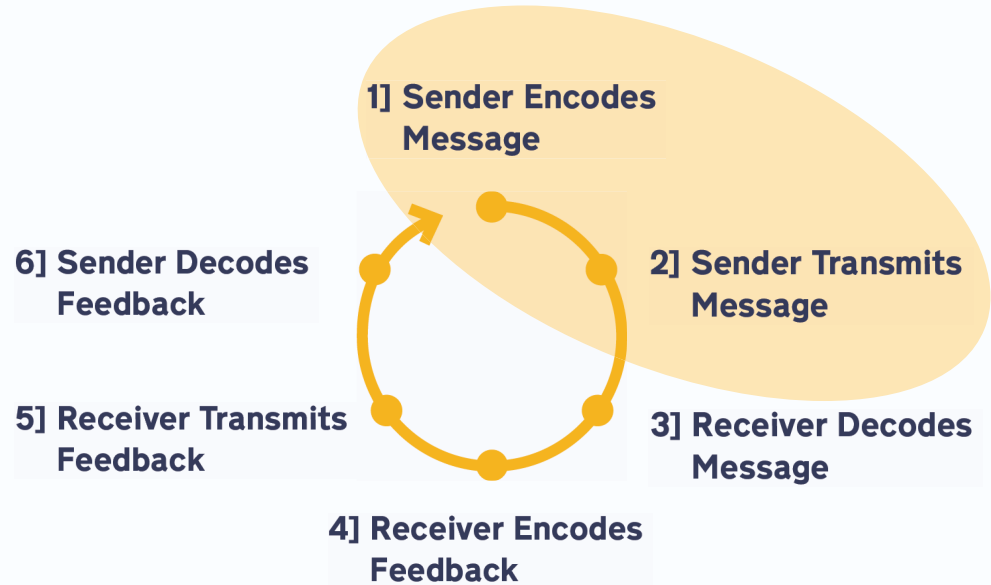 1] Sender Encodes
Message
2] Sender Transmits
Message
3] Receiver Decodes
Message
4] Receiver Encodes
Feedback
5] Receiver Transmits
Feedback
6] Sender Decodes
Feedback